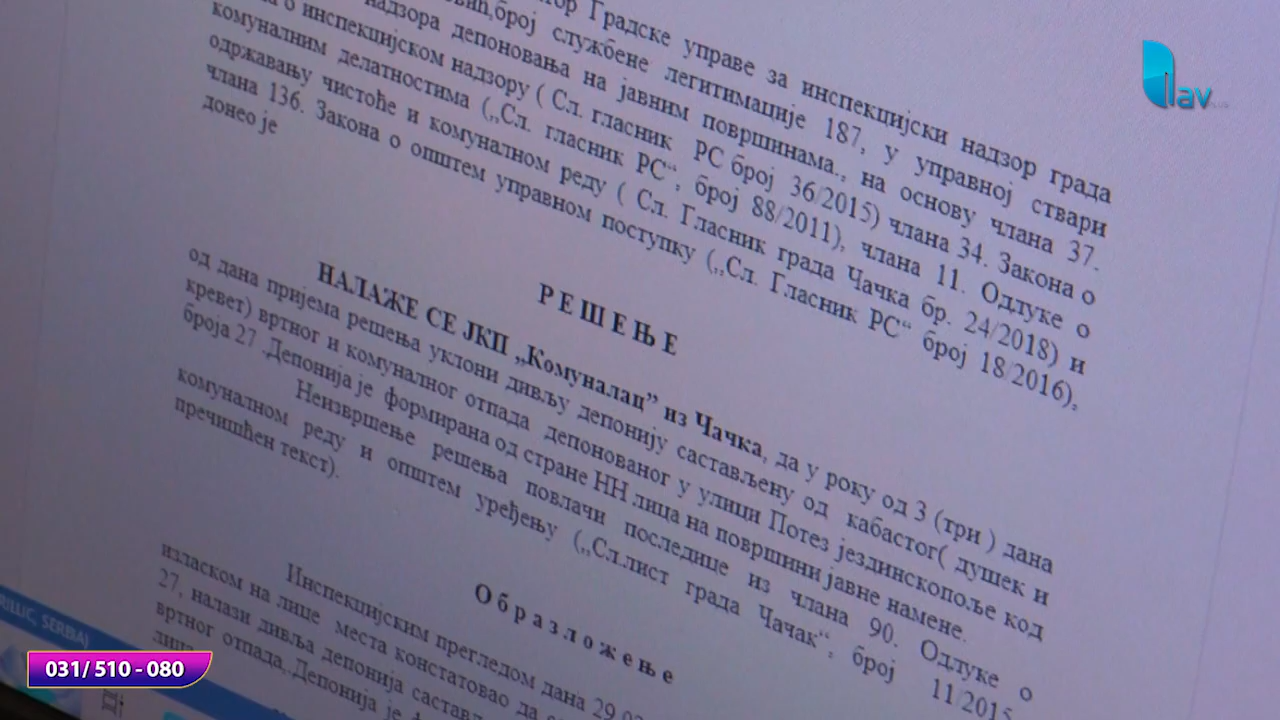 Градске управе за инспекцијски надзор града
број службене легитимације 187, у управној ствари
надзора депоновања на јавним површинама., на основу члана 37.
о инспекцијском надзору ( Сл. гласник РС број 36/2015) члана 34. Закона о
комуналним делатностима („Сл. гласник РС“, број 88/2011), члана 11. Одлуке о
одржавању чистоће и комуналном реду ( Сл. Гласник града Чачка бр. 24/2018) и
члана 136. Закона о општем управном поступку („Сл. Гласник РС“ број 18/2016),
донео је
Р Е Ш Е Њ Е
НАЛАЖЕ СЕ ЈКП „Комуналац” из Чачка, да у року од 3 (три ) дана
од дана пријема решења уклони дивљу депонију састављену од кабастог( душек и
кревет) вртног и комуналног отпада депонованог у улици Потез јездинскопоље код
броја 27 .Депонија је формирана од стране НН лица на површини јавне намене.
Неизвршење решења повлачи последице из члана 90. Одлуке о
комуналном реду и општем уређењу („Сл.лист града Чачак“, број 11/2015
пречишћен текст).
О б р а з л о ж е њ е
Инспекцијским прегледом дана 29.0
изласком на лице места констатовао да
27, налази дивља депонија састав
вртног отпада,.Депонија је
лица
SERBIA)
031/ 510 - 080
lav